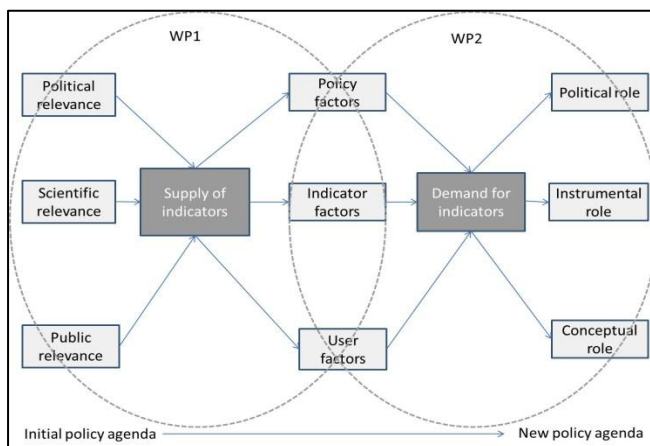 WP1
WP2
Political
relevance
Policy
factors
Political role
Scientific
relevance
Supply of
indicators
Indicator
factors
Demand for
indicators
Instrumental
role
Public
relevance
User
factors
Conceptual
role
Initial policy agenda
New policy agenda